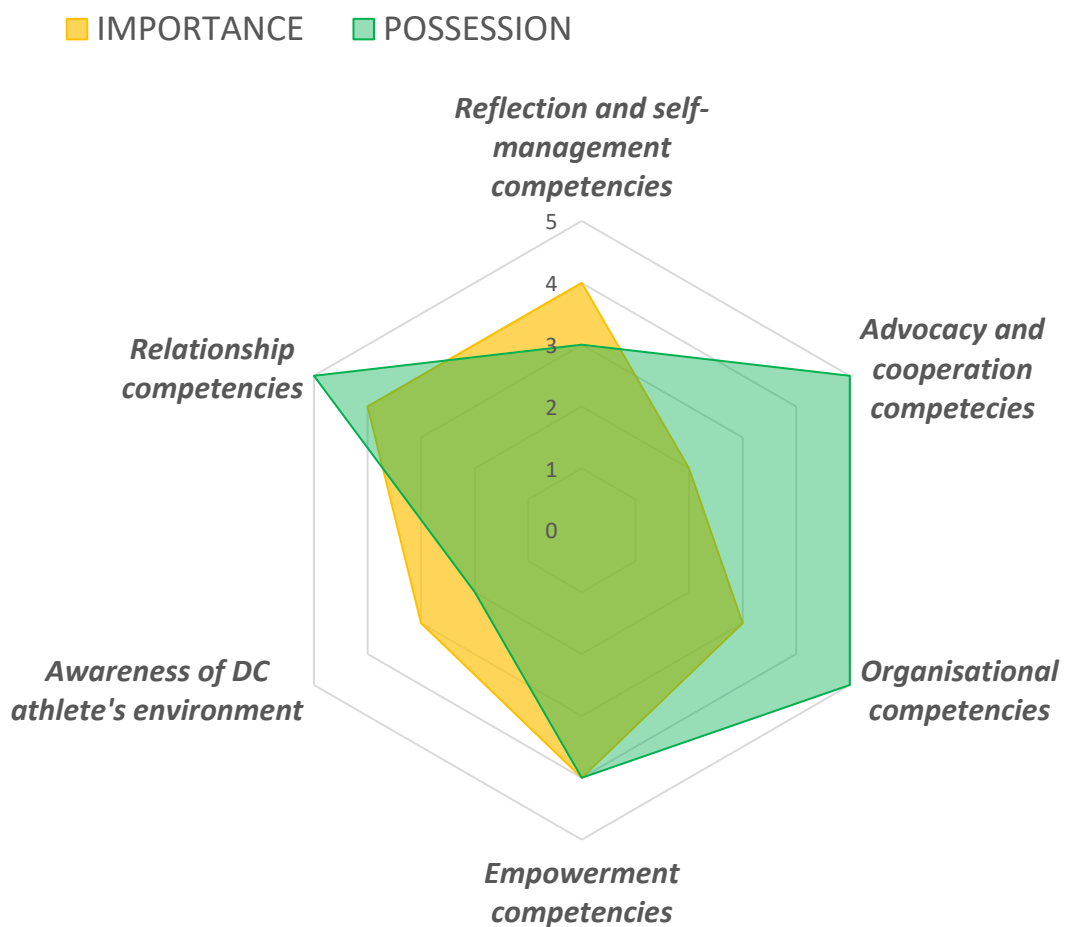 IMPORTANCE POSSESSION
Reflection and self-
management
competencies
5
4
3
2
1
0
Advocacy and
cooperation
competecies
Relationship
competencies
Organisational
competencies
Awareness of DC
athlete's environment
Empowerment
competencies